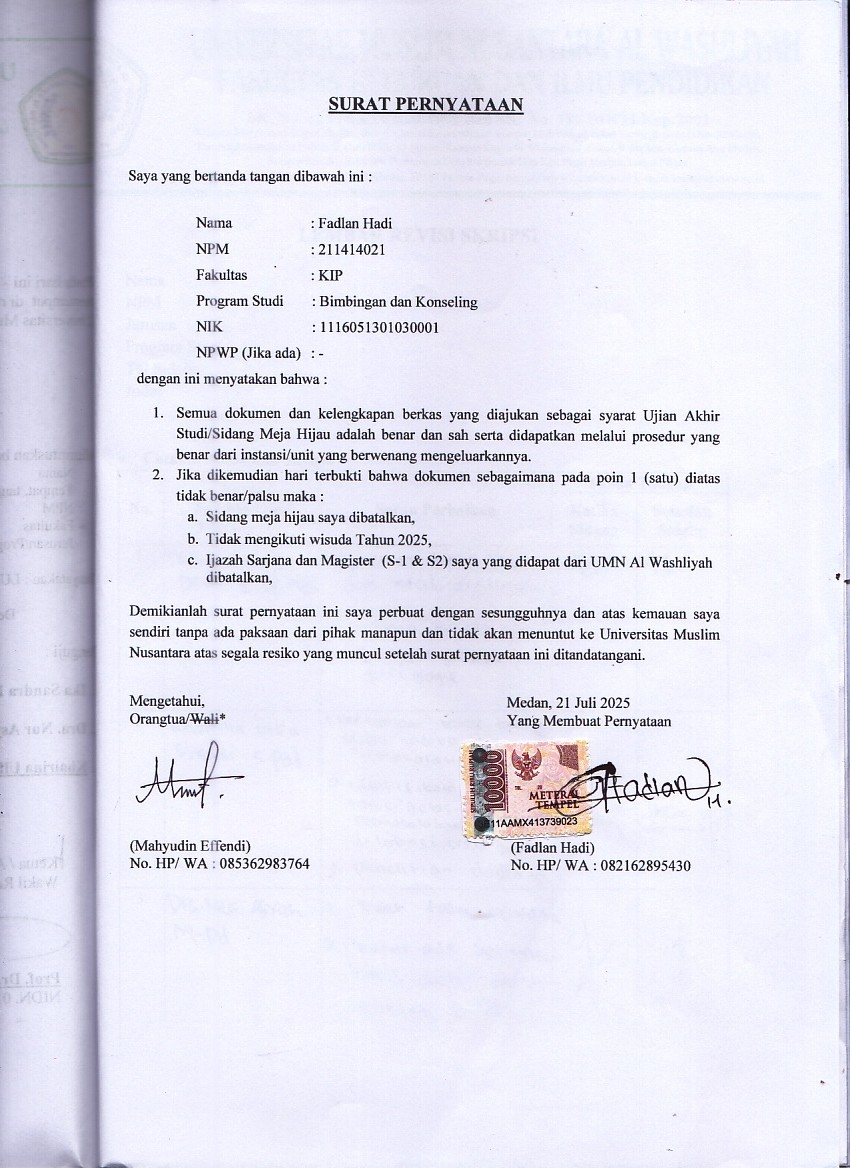 SURAT PERNYATAAN
Saya yang bertanda tangan dibawah ini :
Nama : Fadlan Hadi
NPM : 211414021
Fakultas : KIP
Program Studi : Bimbingan dan Konseling
NIK : 1116051301030001
NPWP (Jika ada) : -
dengan ini menyatakan bahwa :
1. Semua dokumen dan kelengkapan berkas yang diajukan sebagai syarat Ujian Akhir
Studi/Sidang Meja Hijau adalah benar dan sah serta didapatkan melalui prosedur yang
benar dari instansi/unit yang berwenang mengeluarkannya.
2. Jika dikemudian hari terbukti bahwa dokumen sebagaimana pada poin 1 (satu) diatas
tidak benar/palsu maka :
a. Sidang meja hijau saya dibatalkan,
b. Tidak mengikuti wisuda Tahun 2025,
c. Ijazah Sarjana dan Magister (S-1 & S2) saya yang didapat dari UMN Al Washliyah
dibatalkan,
Demikianlah surat pernyataan ini saya perbuat dengan sesungguhnya dan atas kemauan saya
sendiri tanpa ada paksaan dari pihak manapun dan tidak akan menuntut ke Universitas Muslim
Nusantara atas segala resiko yang muncul setelah surat pernyataan ini ditandatangani.
Mengetahui,
Orangtua/Wali*
(Mahyudin Effendi)
No. HP/ WA : 085362983764
Medan, 21 Juli 2025
Yang Membuat Pernyataan
10000
METERAI
TEMPEL
11AAMX413739023
Fadlan H.
(Fadlan Hadi)
No. HP/ WA : 082162895430